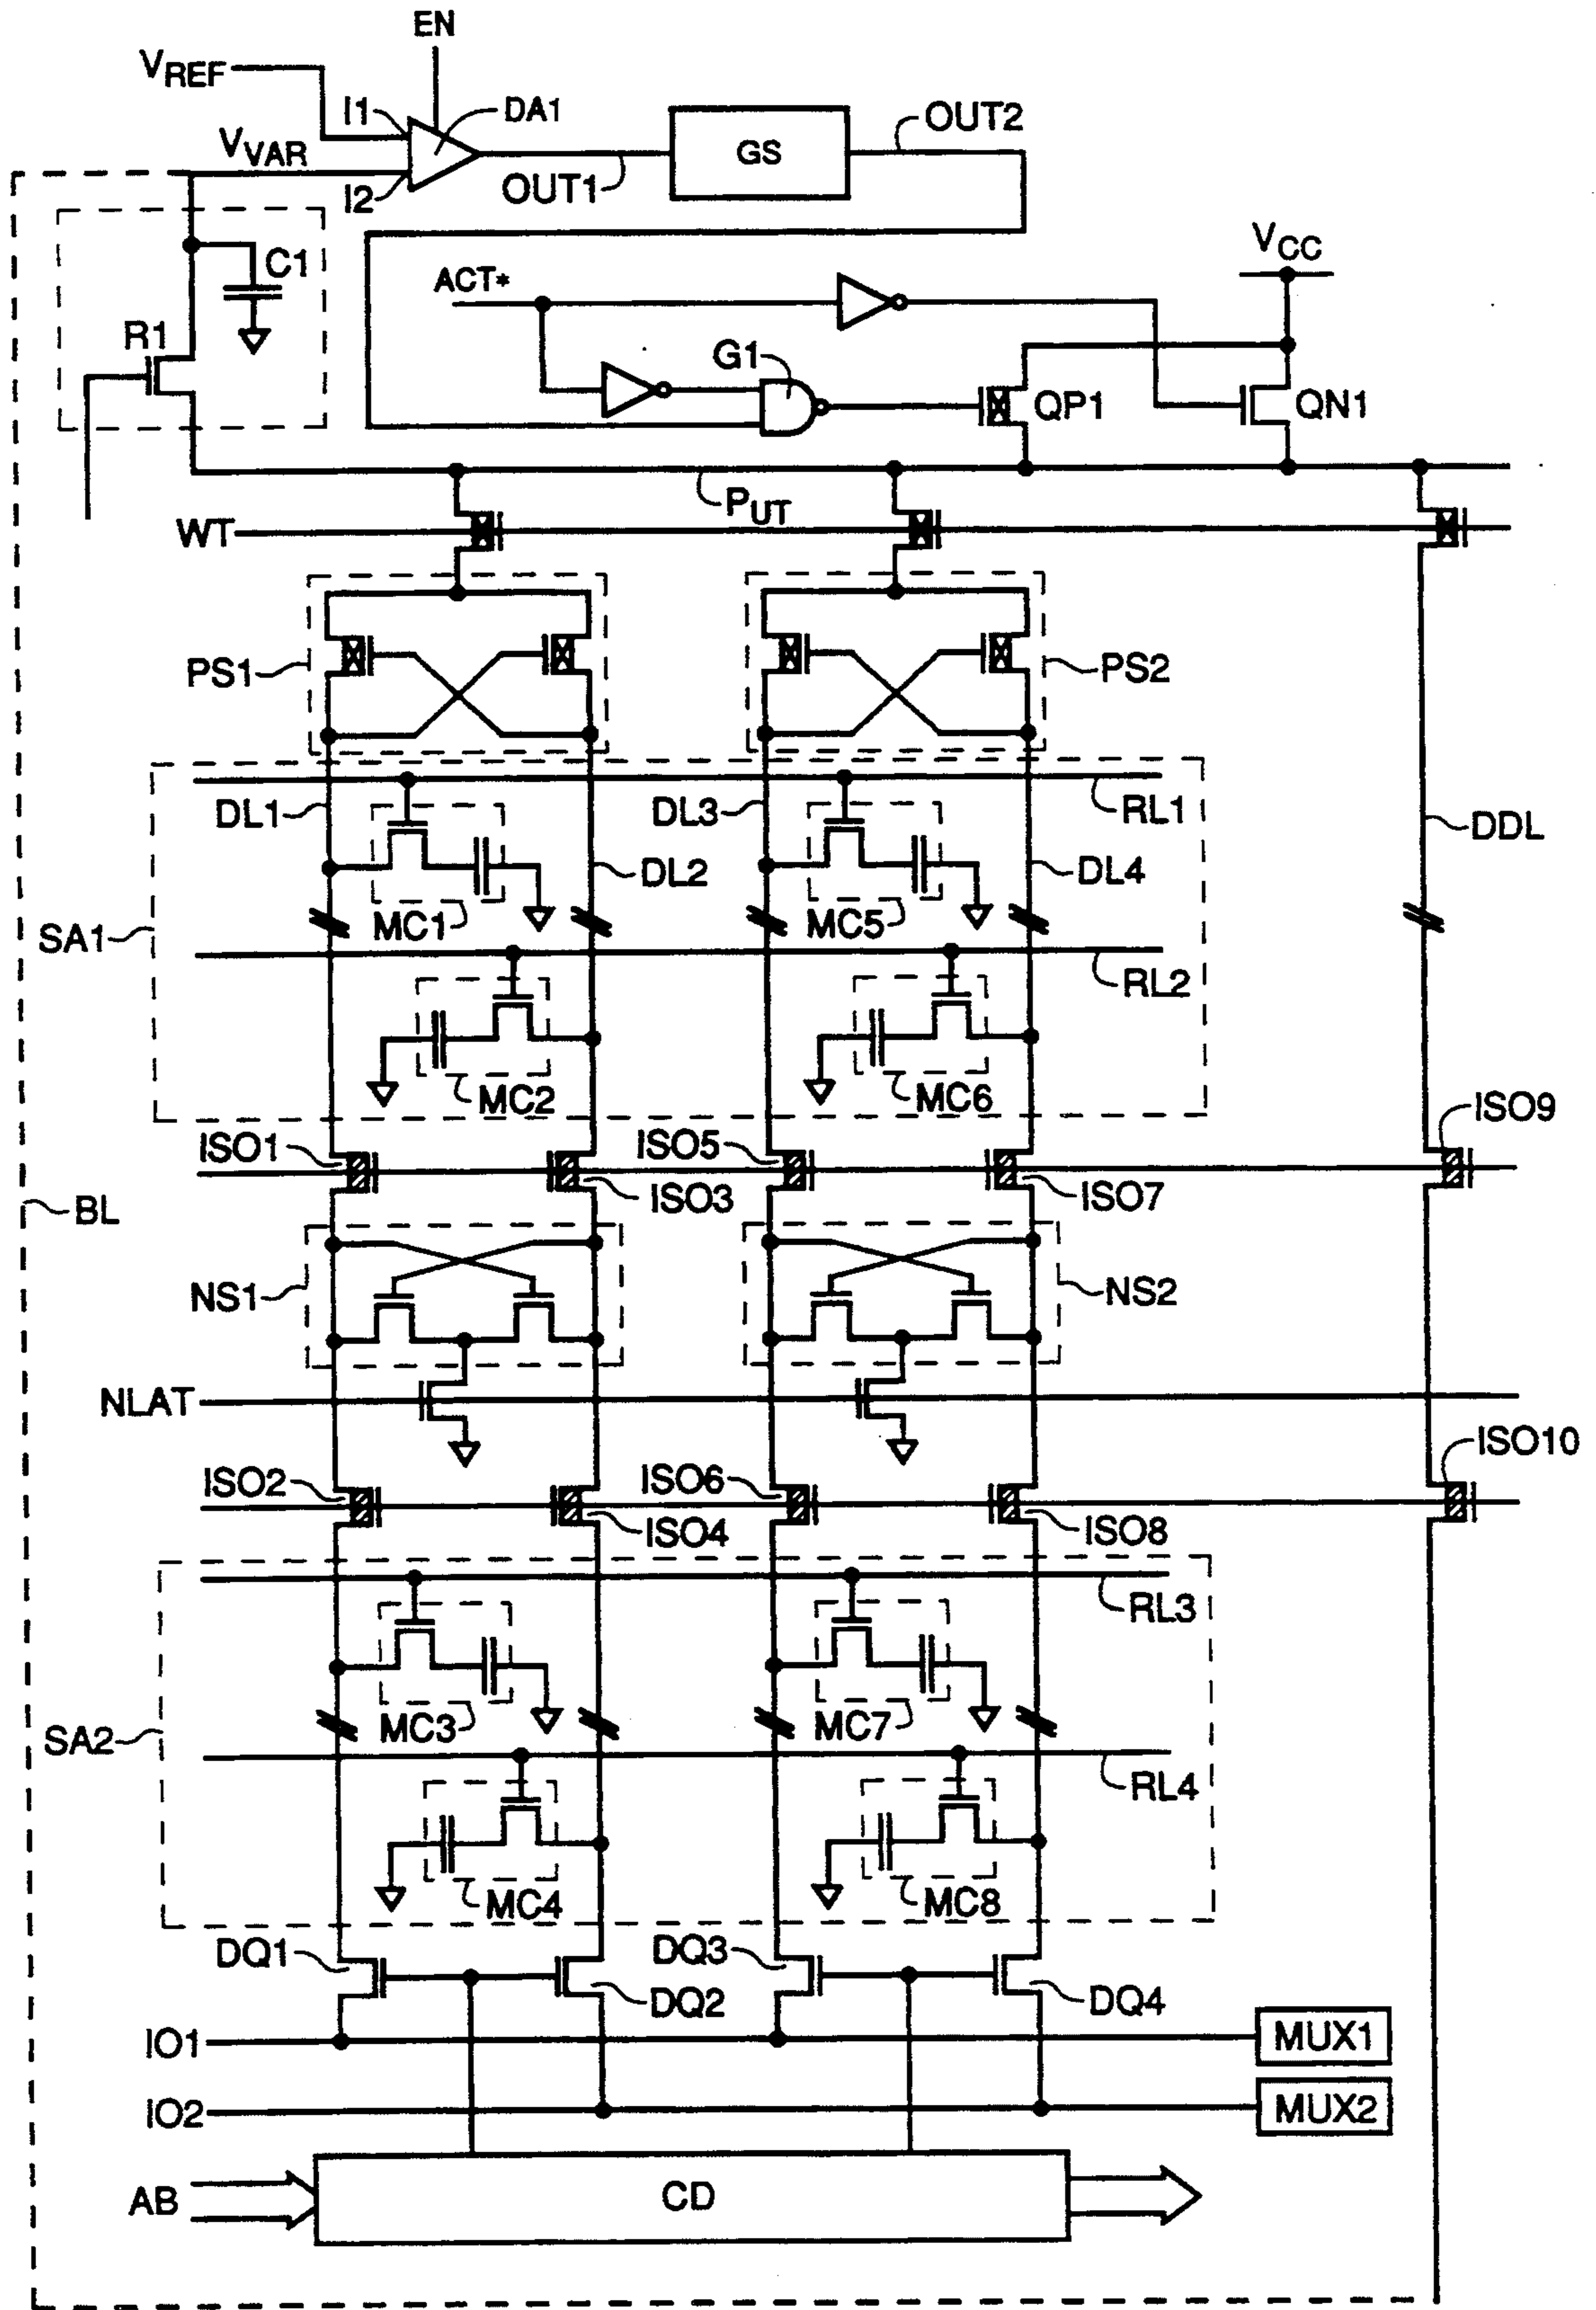 EN
VREF
I1
DA1
VVAR
I2
OUT1
GS
OUT2
C1
ACT*
VCC
R1
G1
QP1
QN1
PUT
WT
PS1
PS2
DL1
DL3
RL1
DDL
DL2
DL4
MC1
MC5
SA1
RL2
MC2
MC6
ISO1
ISO5
ISO9
ISO3
ISO7
BL
NS1
NS2
NLAT
ISO2
ISO6
ISO10
ISO4
ISO8
RL3
MC3
MC7
SA2
RL4
MC4
MC8
DQ1
DQ3
DQ2
DQ4
IO1
MUX1
IO2
MUX2
AB
CD